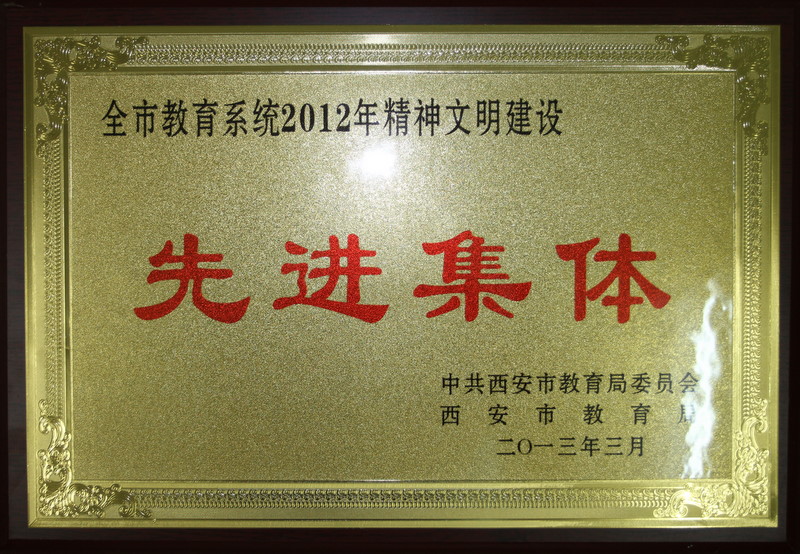 全市教育系统2012年精神文明建设
先进集体
中共西安市教育局委员会
西安市教育局
二〇一三年三月